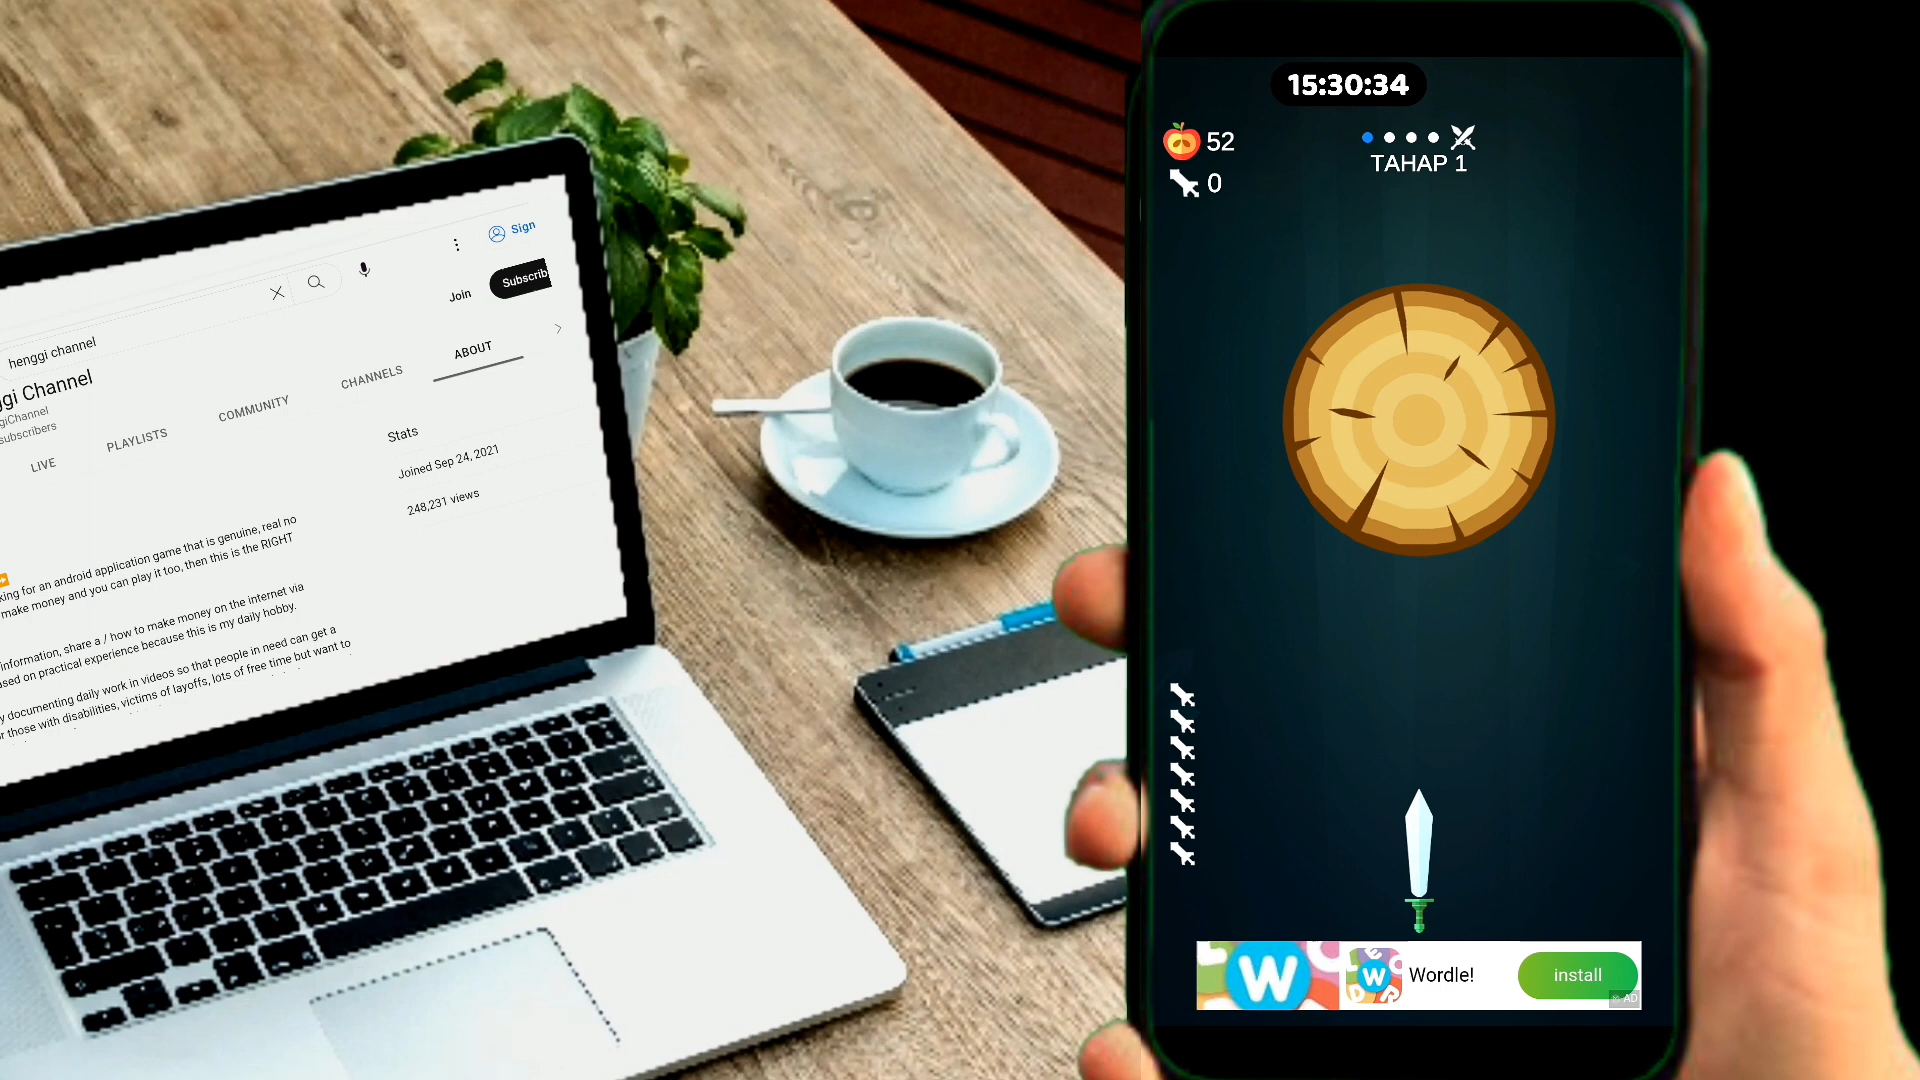 Sign
Join
Subscrib
henggi channel
ggi Channel
giChannel
subscribers
LIVE
PLAYLISTS
COMMUNITY
CHANNELS
ABOUT
Stats
Joined Sep 24, 2021
248,231 views
king for an android application game that is genuine, real no
make money and you can play it too, then this is the RIGHT
information, share a / how to make money on the internet via
sed on practical experience because this is my daily hobby.
y documenting daily work in videos so that people in need can get a
r those with disabilities, victims of layoffs, lots of free time but want to
15:30:34
52
0
TAHAP 1
W
W
Wordle!
install
AD